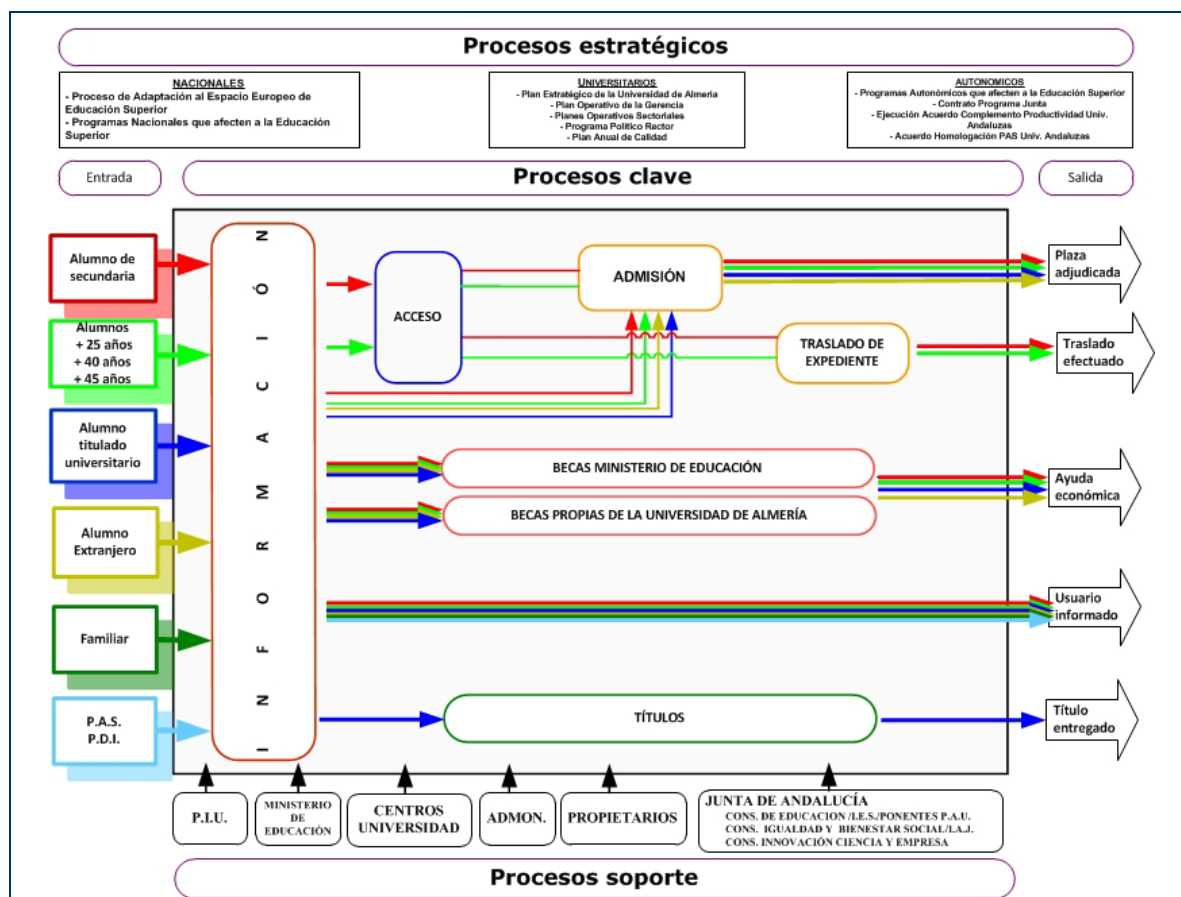 Procesos estratégicos
NACIONALES
- Proceso de Adaptación al Espacio Europeo de
Educación Superior
- Programas Nacionales que afecten a la Educación
Superior
UNIVERSITARIOS
- Plan Estratégico de la Universidad de Almería
- Plan Operativo de la Gerencia
- Planes Operativos Sectoriales
- Programa Político Rector
- Plan Anual de Calidad
AUTONOMICOS
- Programas Autonómicos que afecten a la Educación Superior
- Contrato Programa Junta
- Ejecución Acuerdo Complemento Productividad Univ.
Andaluzas
- Acuerdo Homologación PAS Univ. Andaluzas
Entrada
Procesos clave
Salida
Alumno de
secundaria
Alumnos
+ 25 años
+ 40 años
+ 45 años
Alumno
titulado
universitario
Alumno
Extranjero
Familiar
P.A.S.
P.D.I.
INFORMACIÓN
ACCESO
ADMISIÓN
TRASLADO DE
EXPEDIENTE
BECAS MINISTERIO DE EDUCACIÓN
BECAS PROPIAS DE LA UNIVERSIDAD DE ALMERÍA
TÍTULOS
Plaza
adjudicada
Traslado
efectuado
Ayuda
económica
Usuario
informado
Título
entregado
P.I.U.
MINISTERIO
DE
EDUCACIÓN
CENTROS
UNIVERSIDAD
ADMON.
PROPIETARIOS
JUNTA DE ANDALUCÍA
CONS. DE EDUCACION /I.E.S./PONENTES P.A.U.
CONS. IGUALDAD Y BIENESTAR SOCIAL/I.A.J.
CONS. INNOVACIÓN CIENCIA Y EMPRESA
Procesos soporte